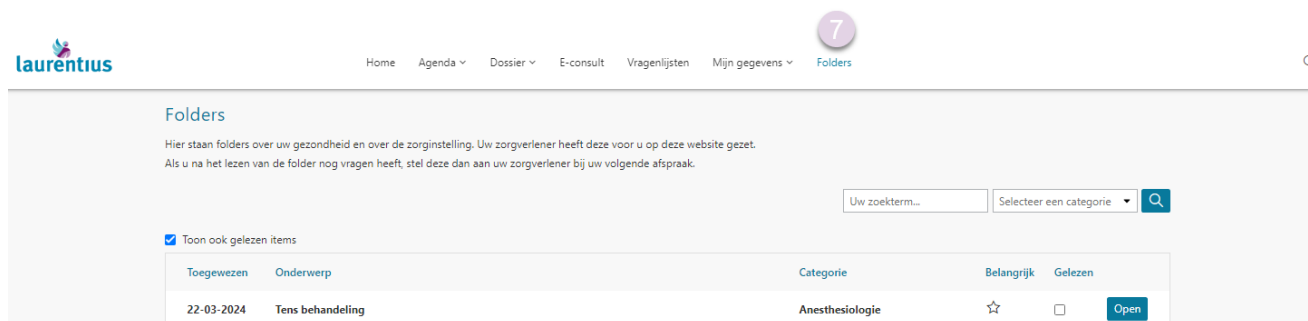 7
laurentius
Home Agenda Dossier E-consult Vragenlijsten Mijn gegevens Folders
Folders
Hier staan folders over uw gezondheid en over de zorginstelling. Uw zorgverlener heeft deze voor u op deze website gezet.
Als u na het lezen van de folder nog vragen heeft, stel deze dan aan uw zorgverlener bij uw volgende afspraak.
Uw zoekterm... Selecteer een categorie
Toon ook gelezen items
Toegewezen Onderwerp Categorie Belangrijk Gelezen
22-03-2024 Tens behandeling Anesthesiologie Open